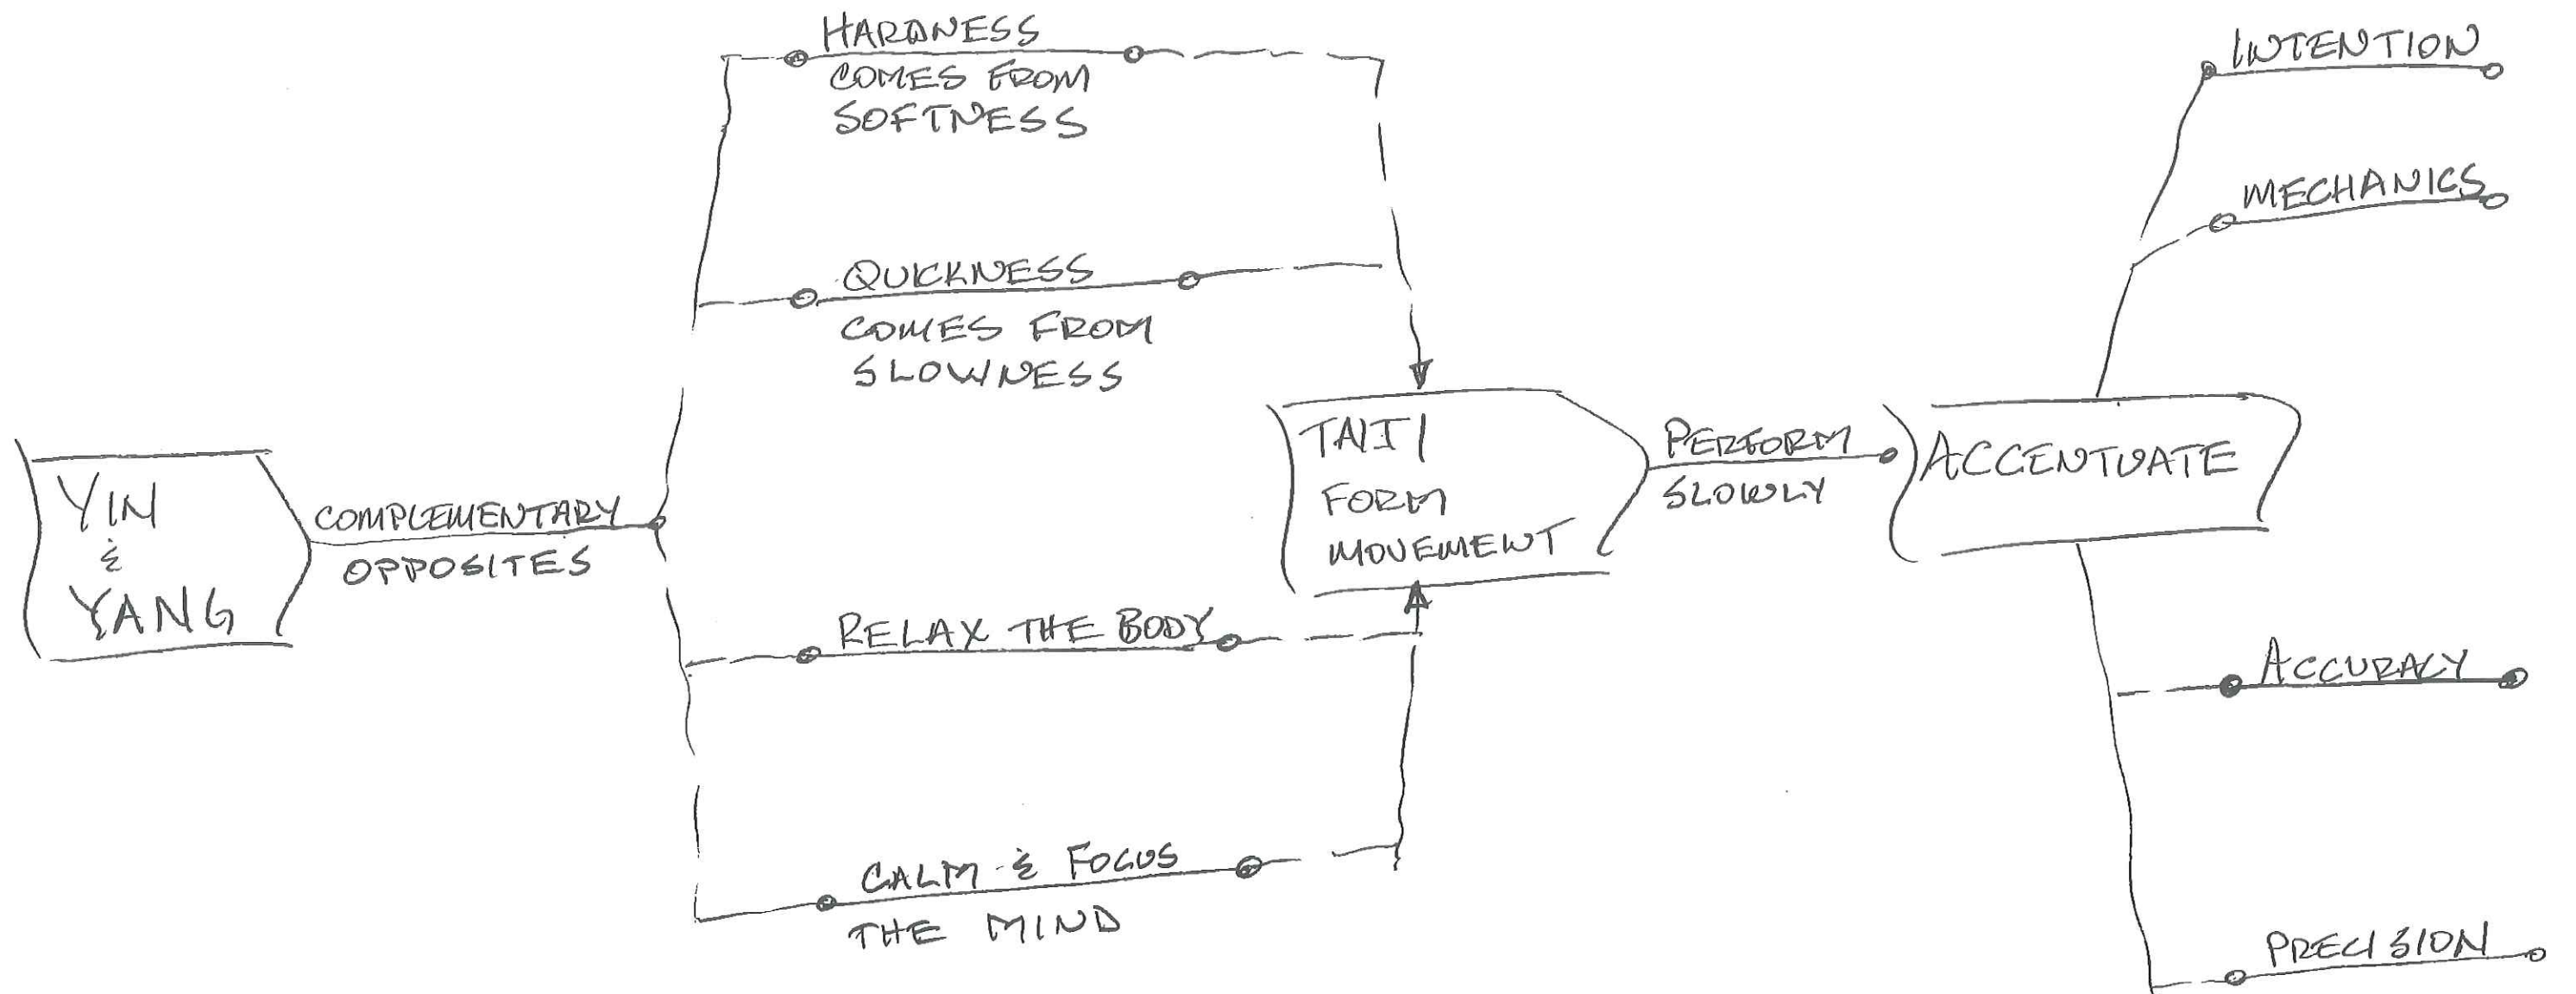 HARDNESS
COMES FROM
SOFTNESS
QUICKNESS
COMES FROM
SLOWNESS
YIN
&
YANG
COMPLEMENTARY
OPPOSITES
RELAX THE BODY
CALM & FOCUS
THE MIND
TAIJI
FORM
MOVEMENT
PERFORM
SLOWLY
ACCENTUATE
INTENTION
MECHANICS
ACCURACY
PRECISION